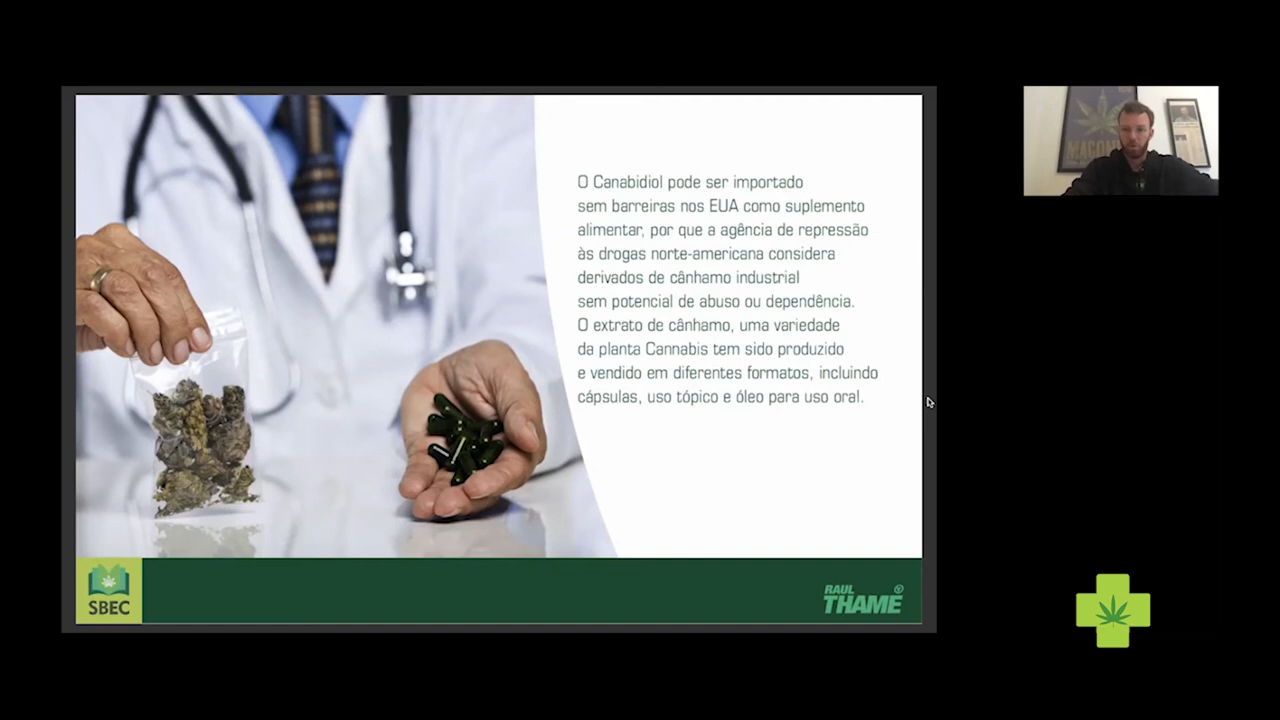 O Canabidiol pode ser importado
sem barreiras nos EUA como suplemento
alimentar, por que a agência de repressão
às drogas norte-americana considera
derivados de cânhamo industrial
sem potencial de abuso ou dependência.
O extrato de cânhamo, uma variedade
da planta Cannabis tem sido produzido
e vendido em diferentes formatos, incluindo
cápsulas, uso tópico e óleo para uso oral.
SBEC
RAUL
THAME